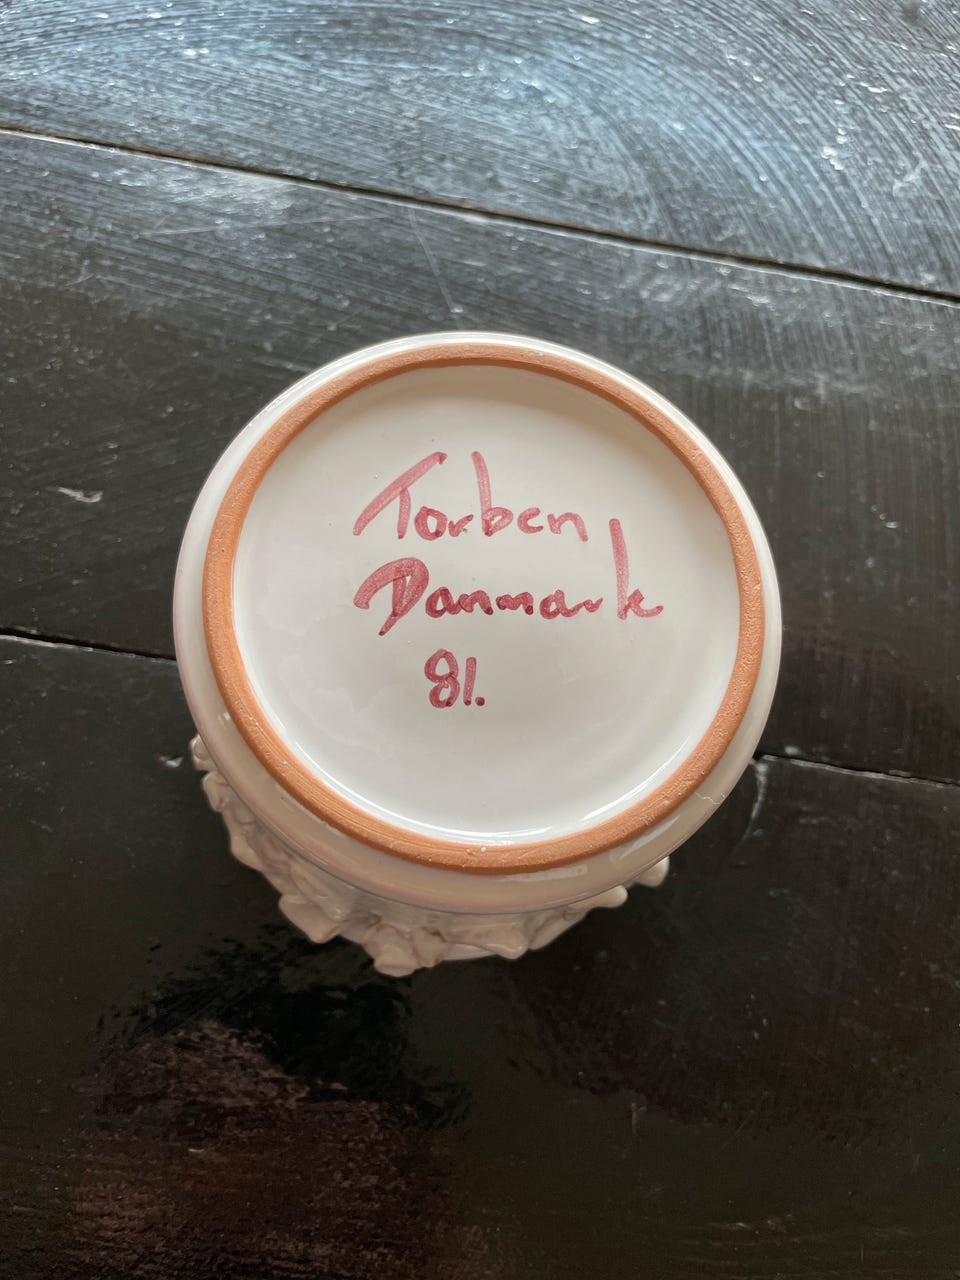 Torben
Danmark
81.